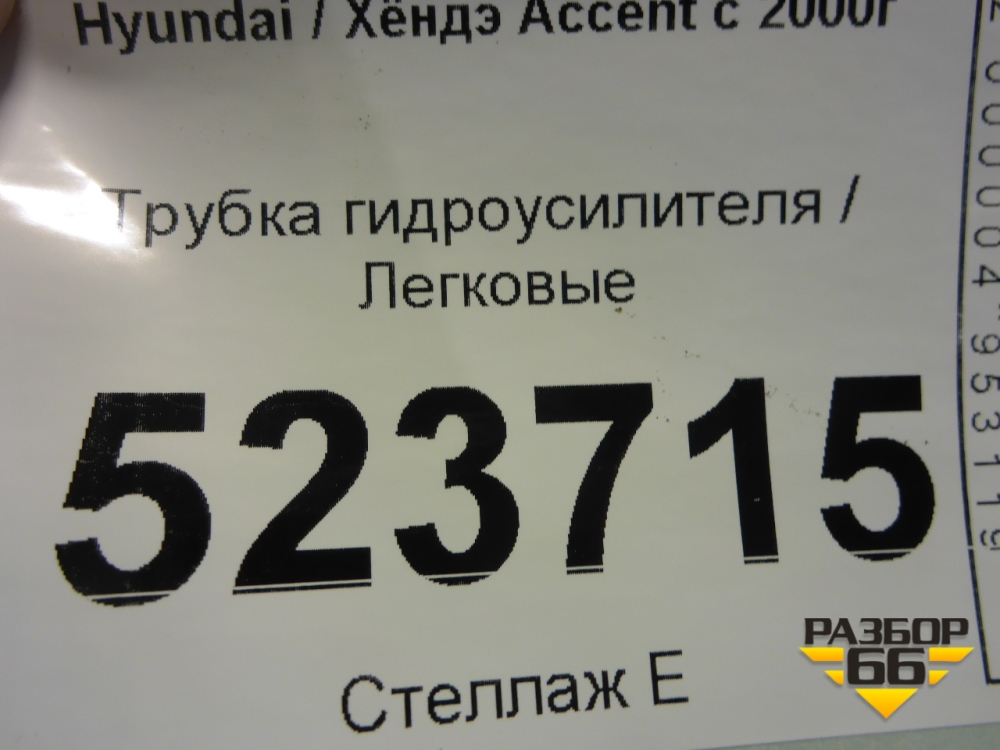 Hyundai / Хёндэ Accent с 2000г
Трубка гидроусилителя /
Легковые
523715
Стеллаж Е
РАЗБОР
66